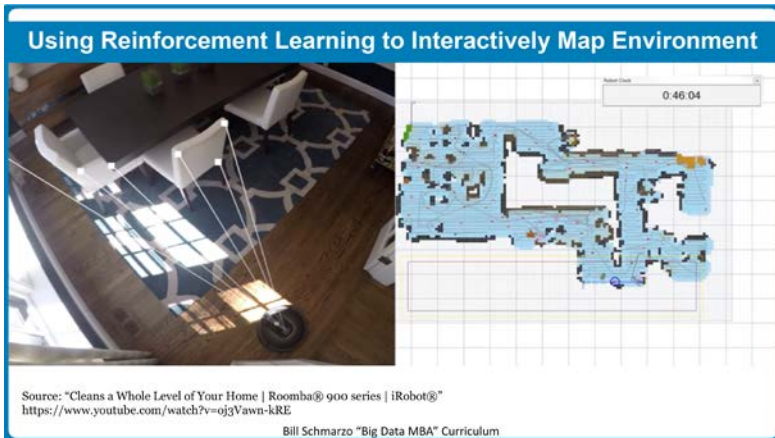 Using Reinforcement Learning to Interactively Map Environment
Robot Clock
0:46:04
Source: “Cleans a Whole Level of Your Home | Roomba® 900 series | iRobot®”
https://www.youtube.com/watch?v=oj3Vawn-kRE
Bill Schmarzo “Big Data MBA” Curriculum